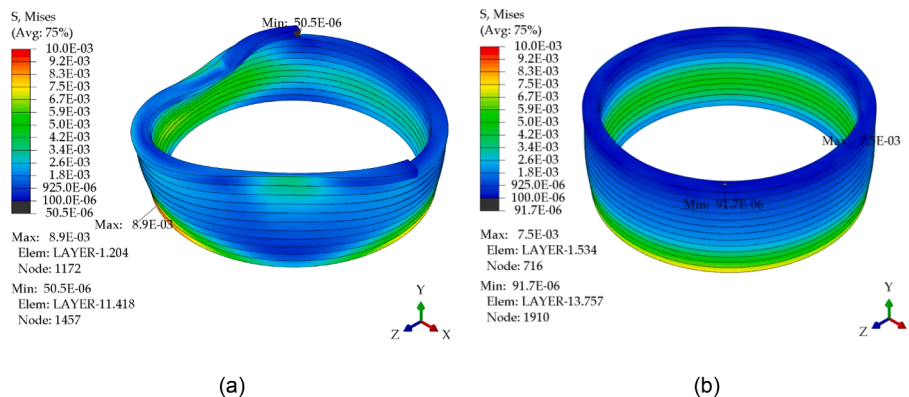 S, Mises
(Avg: 75%)
10.0E-03
9.2E-03
8.3E-03
7.5E-03
6.7E-03
5.9E-03
5.0E-03
4.2E-03
3.4E-03
2.6E-03
1.8E-03
925.0E-06
100.0E-06
50.5E-06
Min: 50.5E-06
Max: 8.9E-03
Max: 8.9E-03
Elem: LAYER-1.204
Node: 1172
Min: 50.5E-06
Elem: LAYER-11.418
Node: 1457
Y
Z
X
(a)
S, Mises
(Avg: 75%)
10.0E-03
9.2E-03
8.3E-03
7.5E-03
6.7E-03
5.9E-03
5.0E-03
4.2E-03
3.4E-03
2.6E-03
1.8E-03
925.0E-06
100.0E-06
91.7E-06
Max: 7.5E-03
Min: 91.7E-06
Max: 7.5E-03
Elem: LAYER-1.534
Node: 716
Min: 91.7E-06
Elem: LAYER-13.757
Node: 1910
Y
Z
(b)